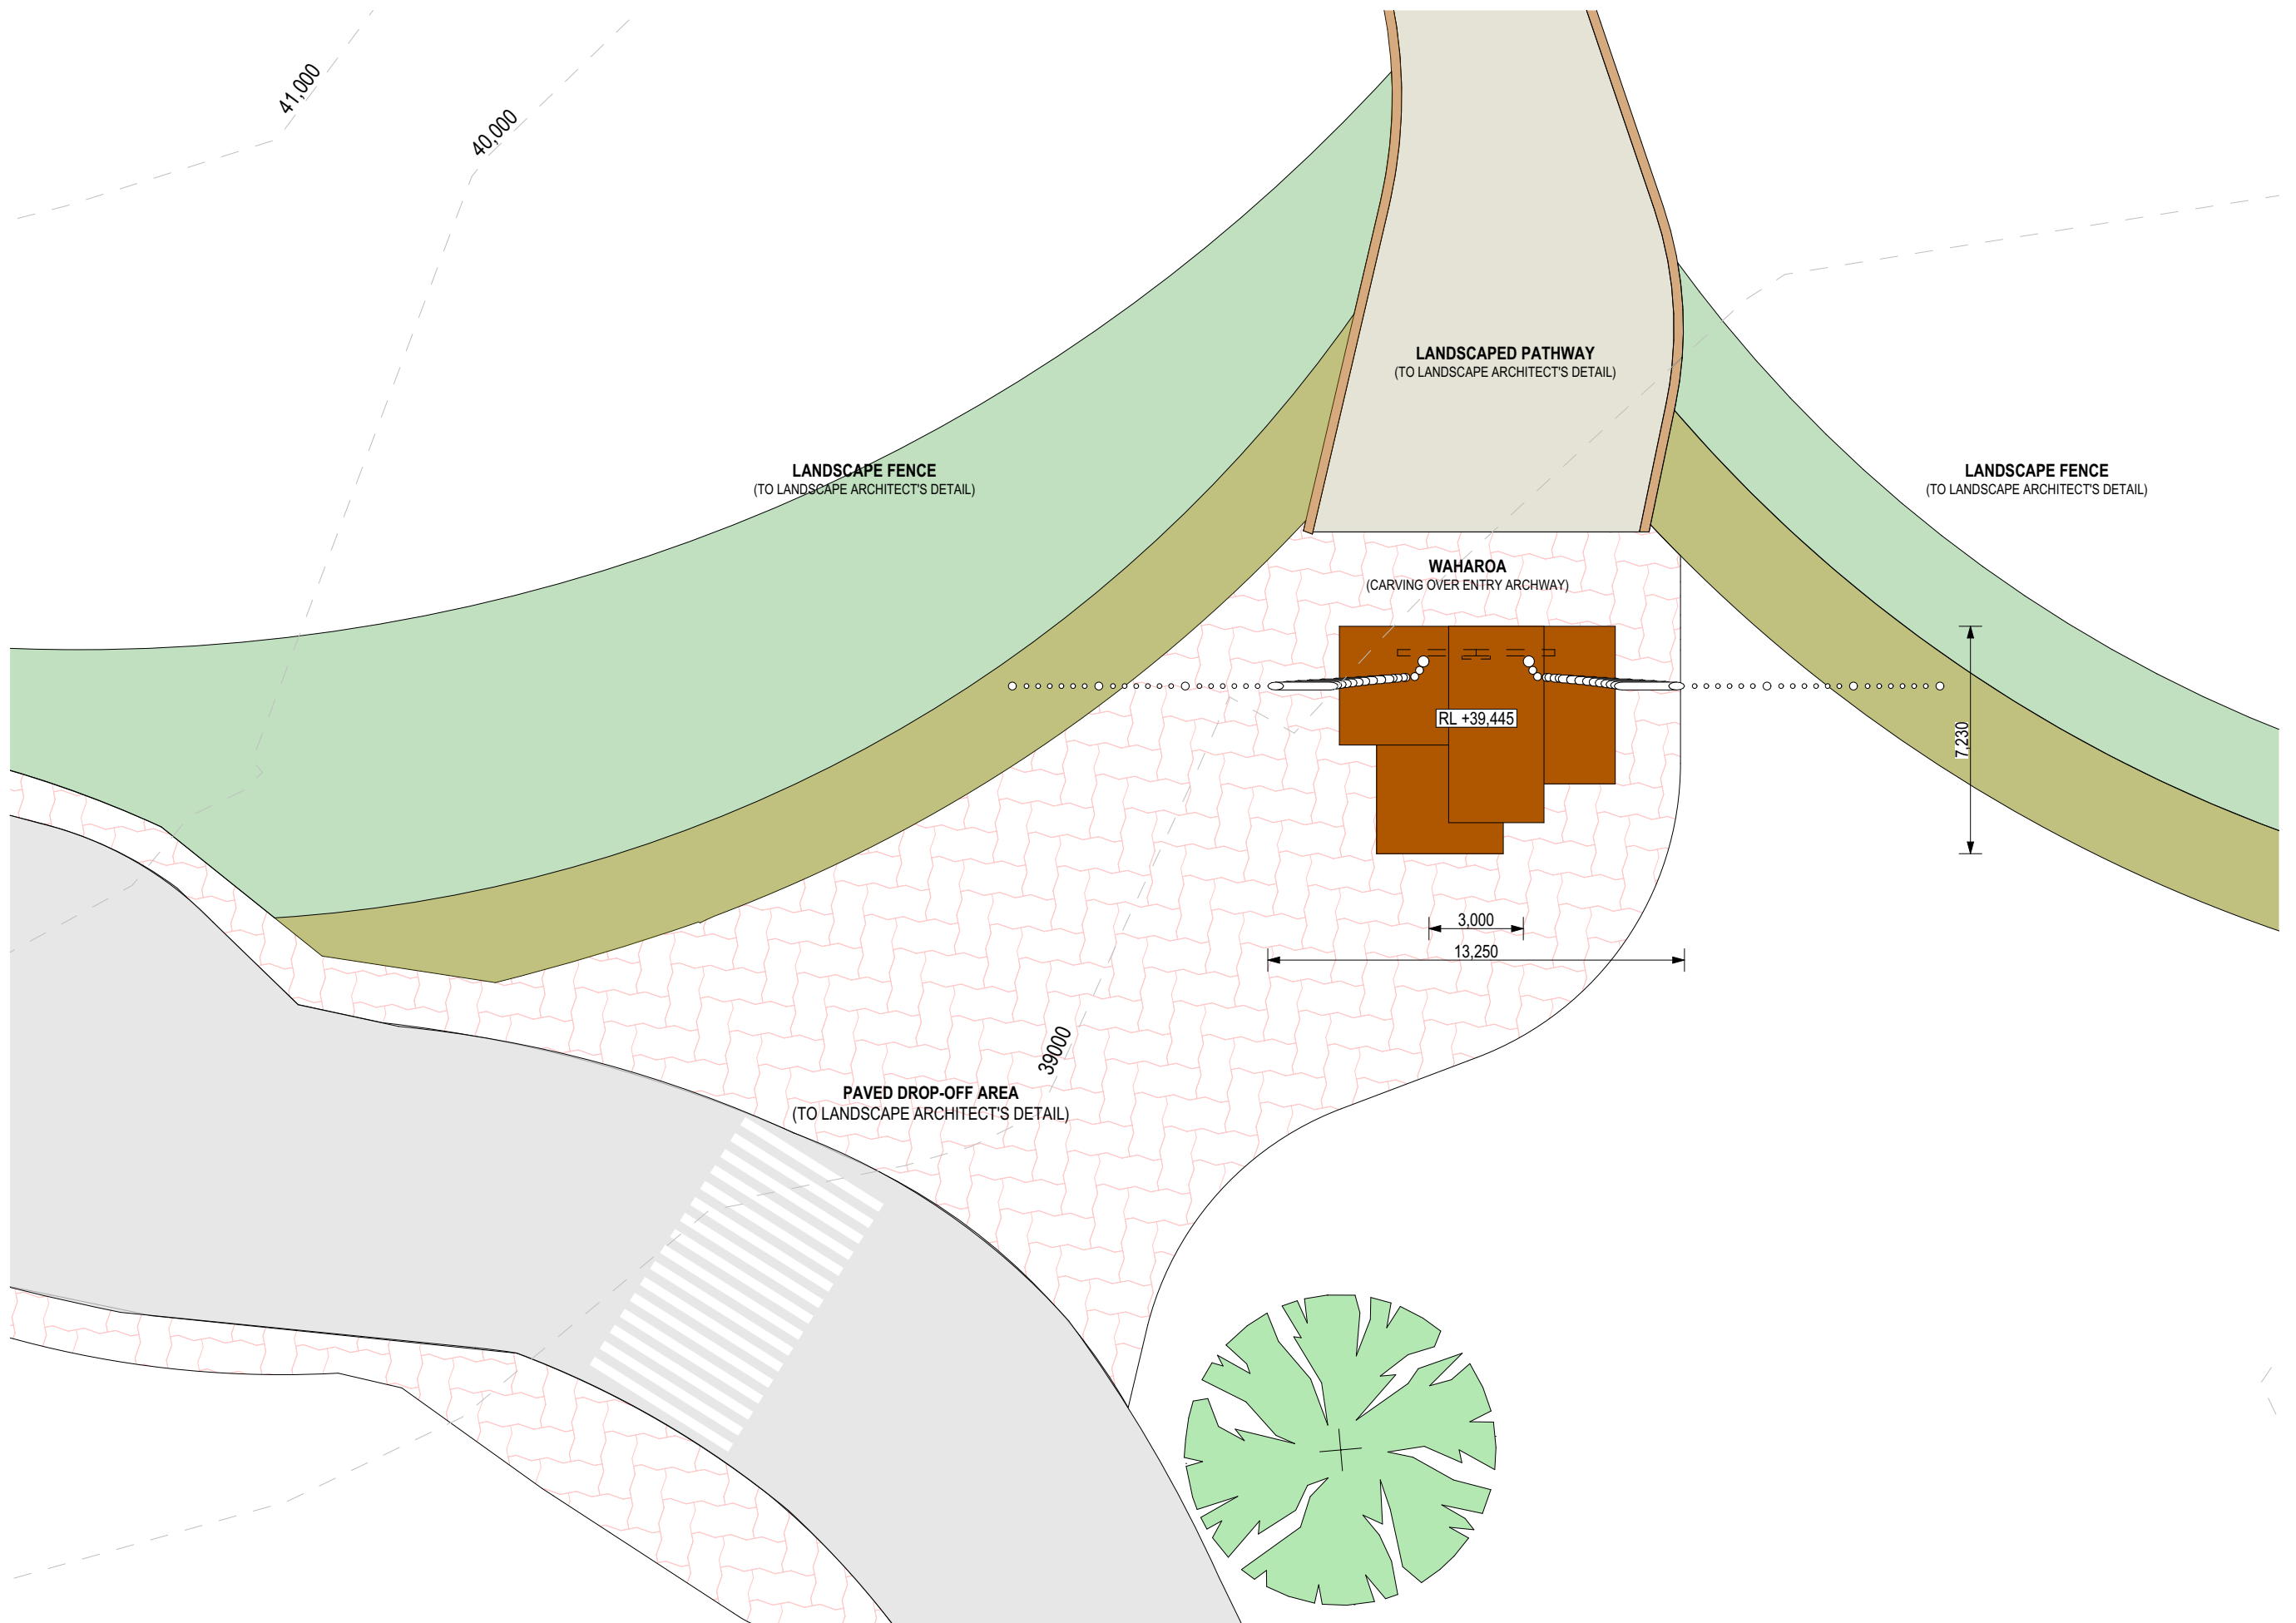 41,000
40,000
LANDSCAPED PATHWAY
(TO LANDSCAPE ARCHITECT'S DETAIL)
LANDSCAPE FENCE
(TO LANDSCAPE ARCHITECT'S DETAIL)
LANDSCAPE FENCE
(TO LANDSCAPE ARCHITECT'S DETAIL)
WAHAROA
(CARVING OVER ENTRY ARCHWAY)
RL +39,445
7,230
3,000
13,250
39000
PAVED DROP-OFF AREA
(TO LANDSCAPE ARCHITECT'S DETAIL)